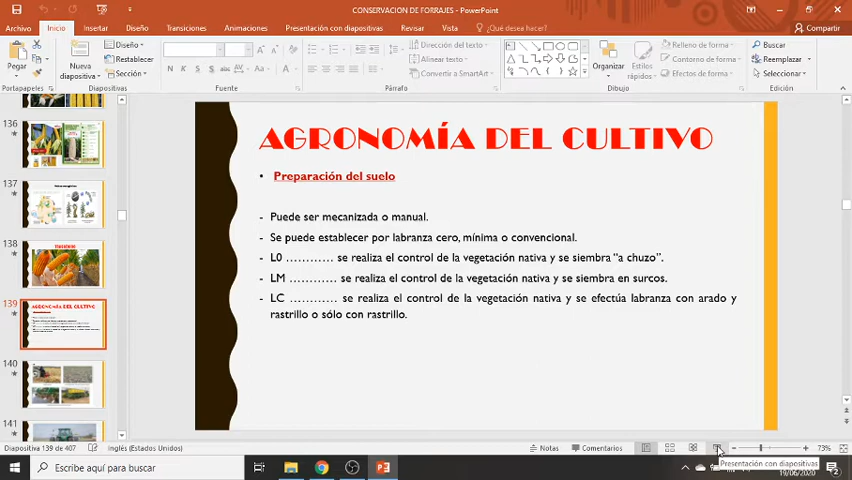 CONSERVACION DE FORRAJES - PowerPoint
Archivo Inicio Insertar Diseño Transiciones Animaciones Presentación con diapositivas Revisar Vista ¿Qué desea hacer? Compartir
Pegar
Nueva diapositiva
Diseño
Restablecer
Sección
N K S
Dirección del texto
Alinear texto
Convertir a SmartArt
Organizar
Estilos rápidos
Relleno de forma
Contorno de forma
Efectos de forma
Buscar
Reemplazar
Seleccionar
Portapapeles Diapositivas Fuente Párrafo Dibujo Edición
136
137
138
139
140
141
AGRONOMÍA DEL CULTIVO
• Preparación del suelo
- Puede ser mecanizada o manual.
- Se puede establecer por labranza cero, mínima o convencional.
- L0 ………… se realiza el control de la vegetación nativa y se siembra “a chuzo”.
- LM ………… se realiza el control de la vegetación nativa y se siembra en surcos.
- LC ………… se realiza el control de la vegetación nativa y se efectúa labranza con arado y
rastrillo o sólo con rastrillo.
Diapositiva 139 de 407 Inglés (Estados Unidos) Notas Comentarios 73%
Presentación con diapositivas
Escribe aquí para buscar
19/06/2020